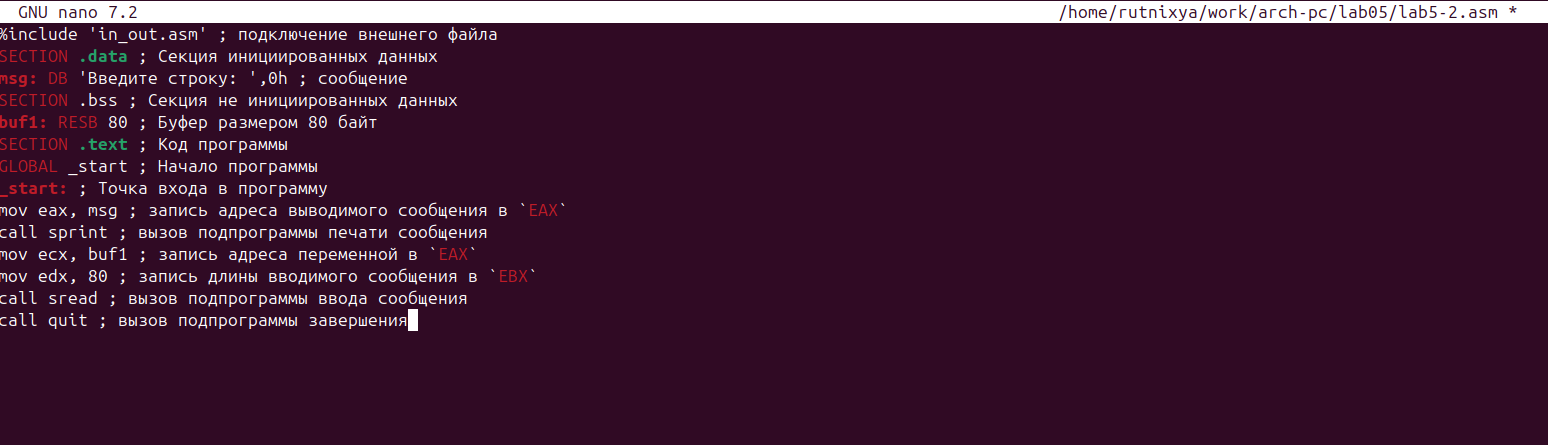 GNU nano 7.2 /home/rutnixya/work/arch-pc/lab05/lab5-2.asm *
%include 'in_out.asm' ; подключение внешнего файла
SECTION .data ; Секция инициированных данных
msg: DB 'Введите строку: ',0h ; сообщение
SECTION .bss ; Секция не инициированных данных
buf1: RESB 80 ; Буфер размером 80 байт
SECTION .text ; Код программы
GLOBAL _start ; Начало программы
_start: ; Точка входа в программу
mov eax, msg ; запись адреса выводимого сообщения в `EAX`
call sprint ; вызов подпрограммы печати сообщения
mov ecx, buf1 ; запись адреса переменной в `EAX`
mov edx, 80 ; запись длины вводимого сообщения в `EBX`
call sread ; вызов подпрограммы ввода сообщения
call quit ; вызов подпрограммы завершения